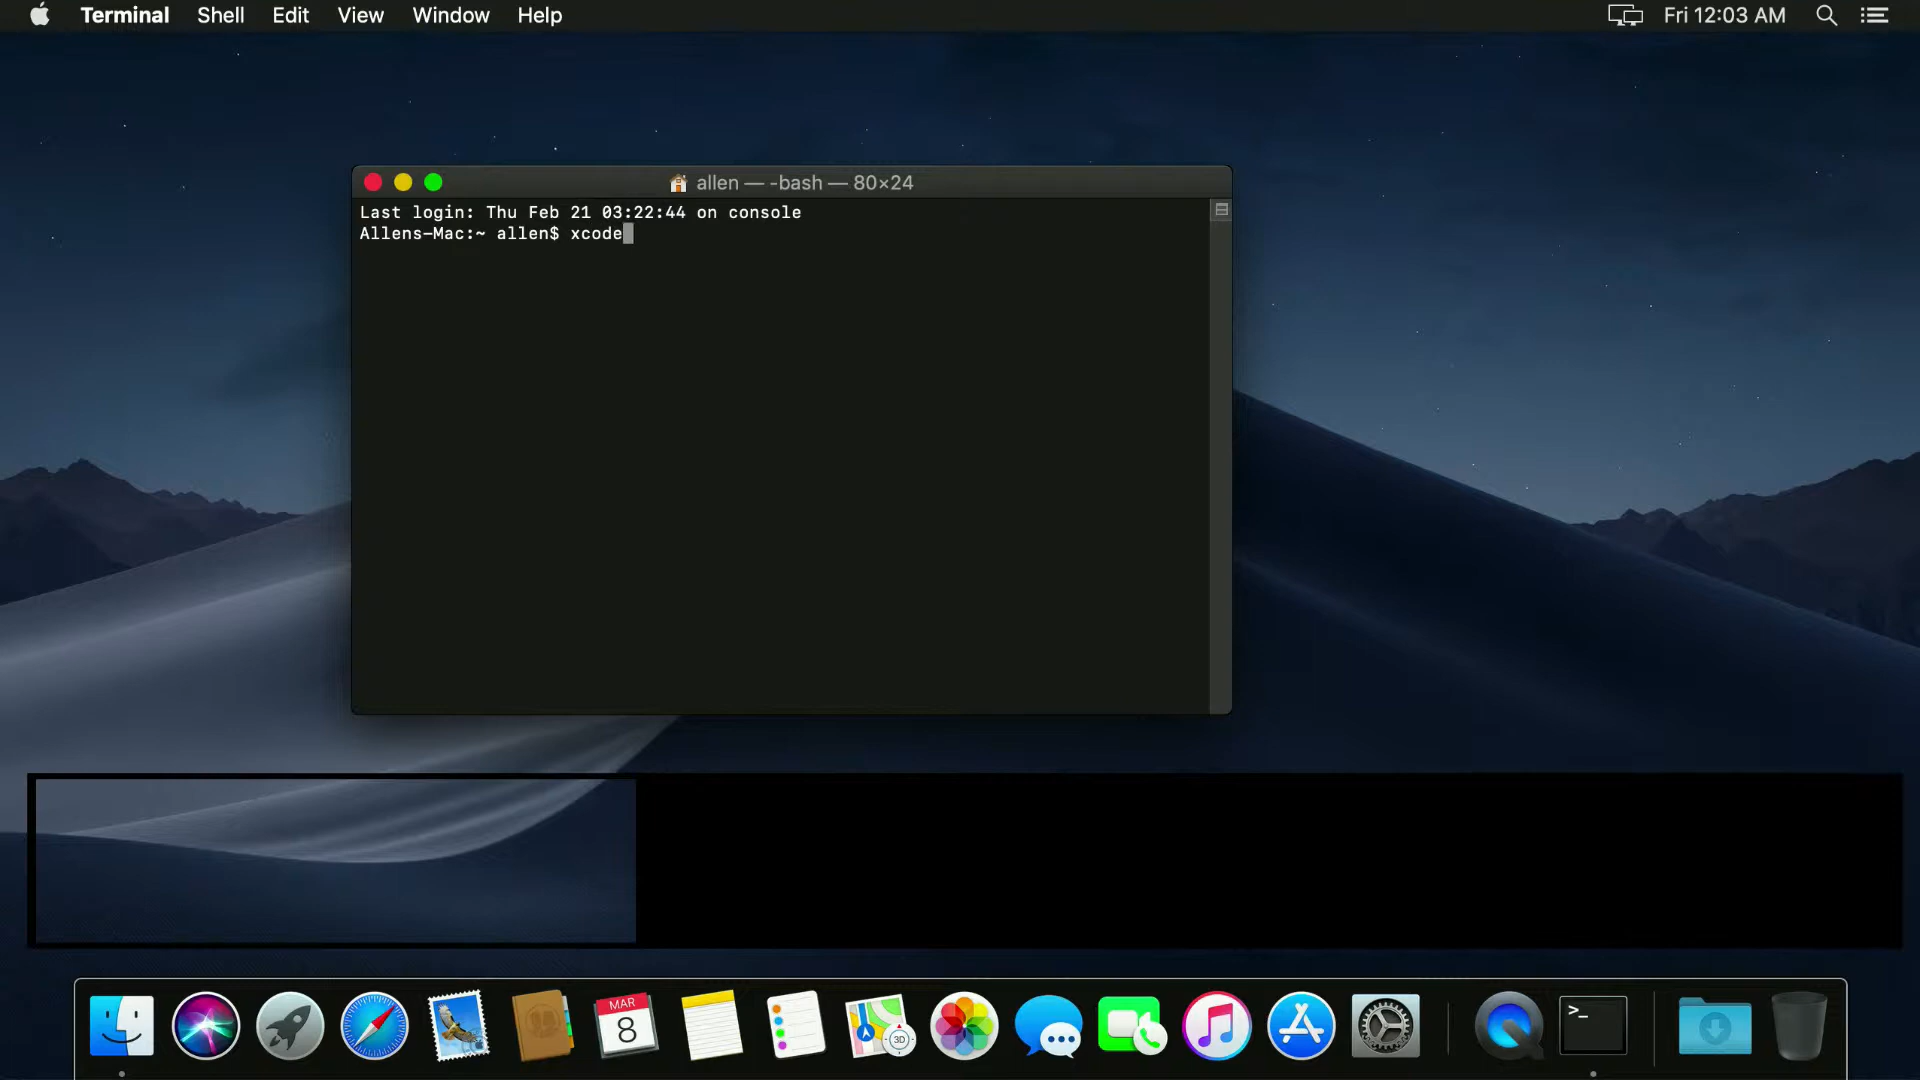 Terminal Shell Edit View Window Help Fri 12:03 AM
allen — -bash — 80×24
Last login: Thu Feb 21 03:22:44 on console
Allens-Mac:~ allen$ xcode
MAR
8
3D
>_